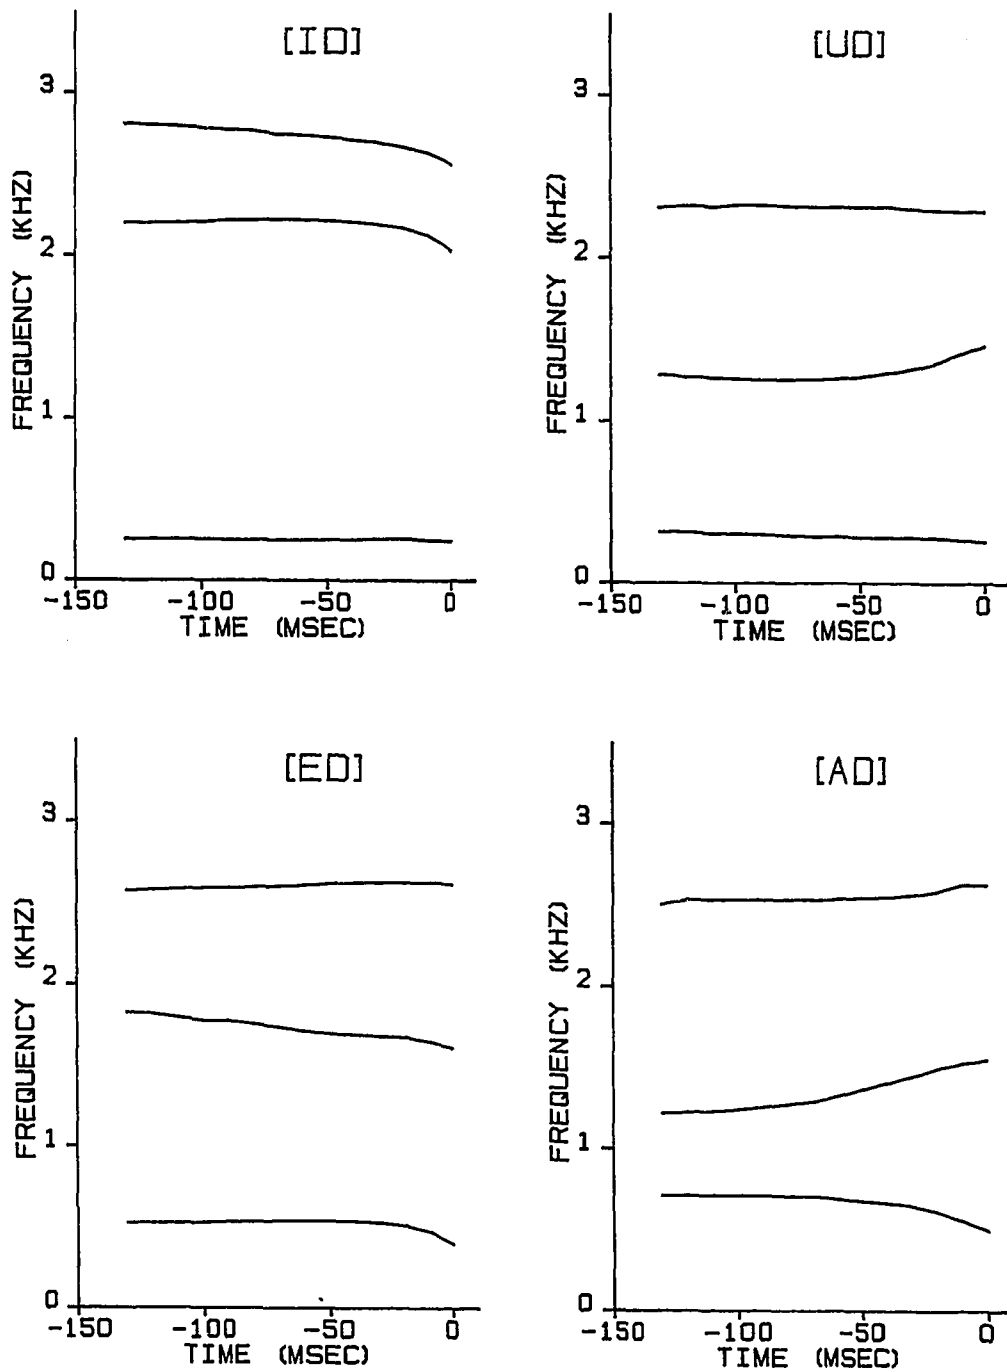 [ID]
3
2
1
0
FREQUENCY (KHZ)
-150 -100 -50 0
TIME (MSEC)
[UD]
3
2
1
0
FREQUENCY (KHZ)
-150 -100 -50 0
TIME (MSEC)
[ED]
3
2
1
0
FREQUENCY (KHZ)
-150 -100 -50 0
TIME (MSEC)
[AD]
3
2
1
0
FREQUENCY (KHZ)
-150 -100 -50 0
TIME (MSEC)